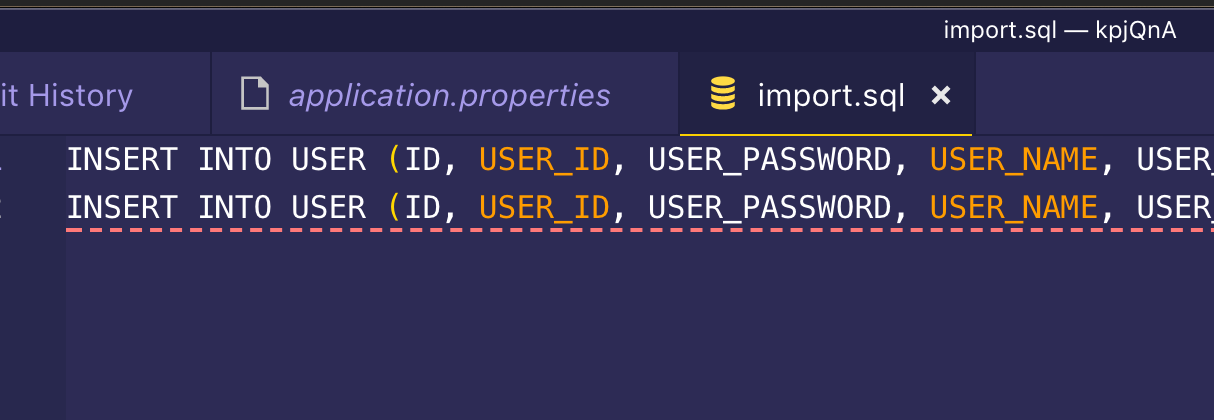 import.sql — kpjQnA
it History
application.properties
import.sql
INSERT INTO USER (ID, USER_ID, USER_PASSWORD, USER_NAME, USER_
INSERT INTO USER (ID, USER_ID, USER_PASSWORD, USER_NAME, USER_